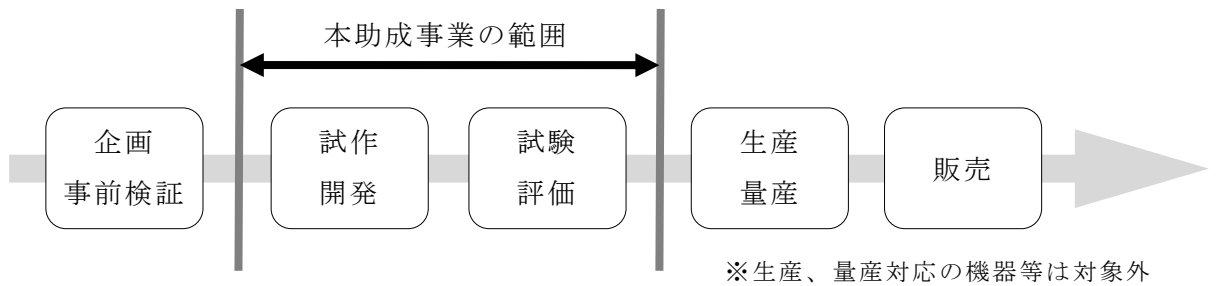 本助成事業の範囲
企画
事前検証
試作
開発
試験
評価
生産
量産
販売
※生産、量産対応の機器等は対象外